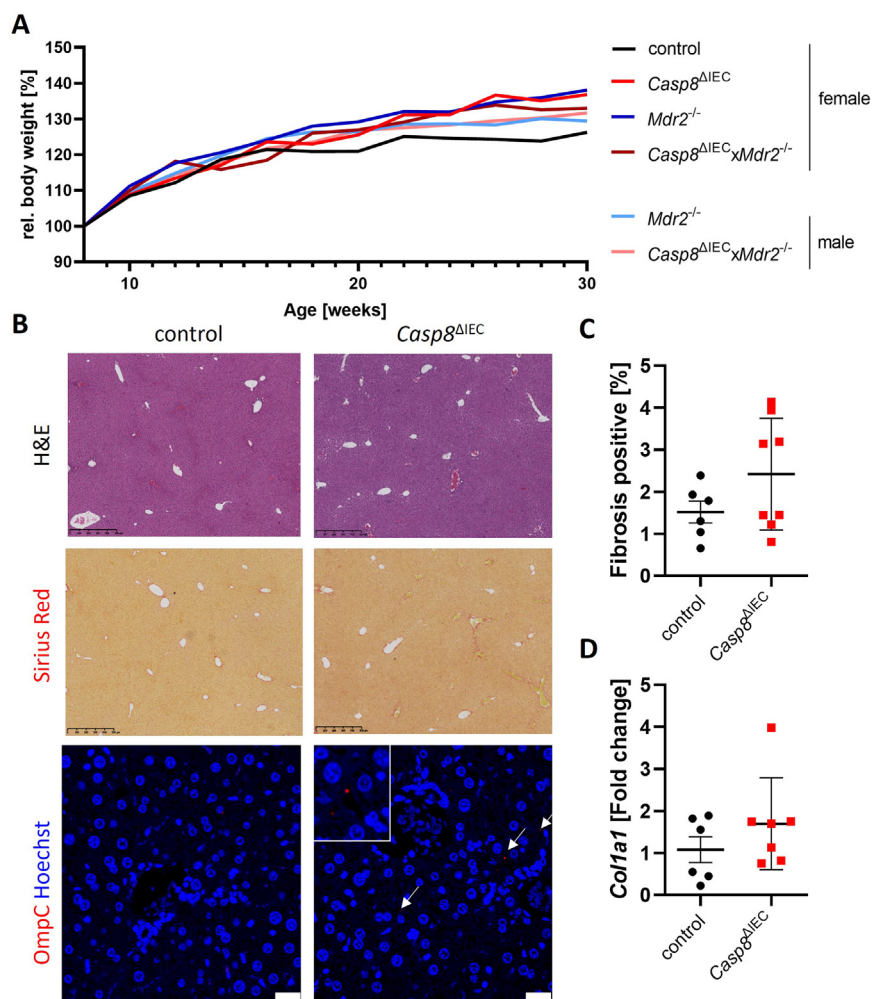 A
rel. body weight [%]
150
140
130
120
110
100
90
10
20
30
Age [weeks]
control
Casp8ΔIEC
Mdr2-/-
Casp8ΔIECxMdr2-/-
female
Mdr2-/-
Casp8ΔIECxMdr2-/-
male
B
control
Casp8ΔIEC
H&E
Sirius Red
OmpC Hoechst
C
Fibrosis positive [%]
5
4
3
2
1
0
control
Casp8ΔIEC
D
Col1a1 [Fold change]
5
4
3
2
1
0
control
Casp8ΔIEC